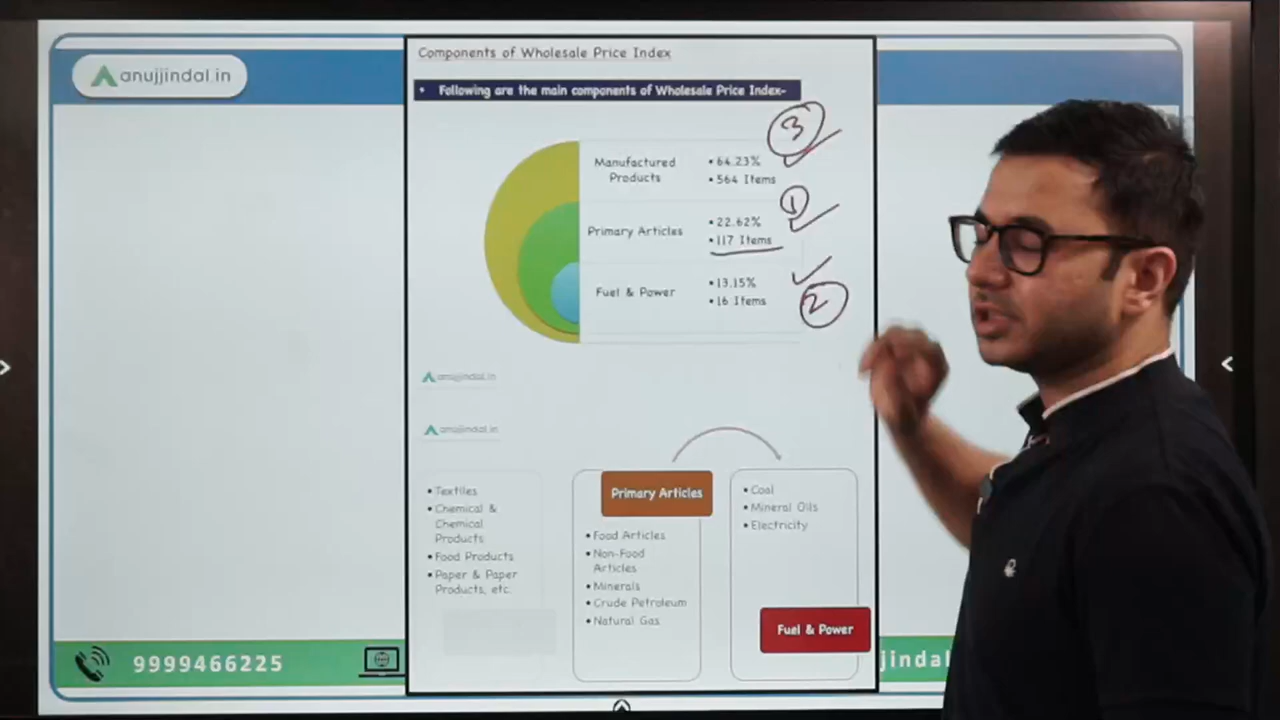 anujjindal.in
Components of Wholesale Price Index
• Following are the main components of Wholesale Price Index-
3
Manufactured
Products
• 64.23%
• 564 Items
1
Primary Articles
• 22.62%
• 117 Items
Fuel & Power
• 13.15%
• 16 Items
2
anujjindal.in
anujjindal.in
• Textiles
• Chemical &
Chemical
Products
• Food Products
• Paper & Paper
Products, etc.
Primary Articles
• Food Articles
• Non-Food
Articles
• Minerals
• Crude Petroleum
• Natural Gas
• Coal
• Mineral Oils
• Electricity
Fuel & Power
9999466225
jindal